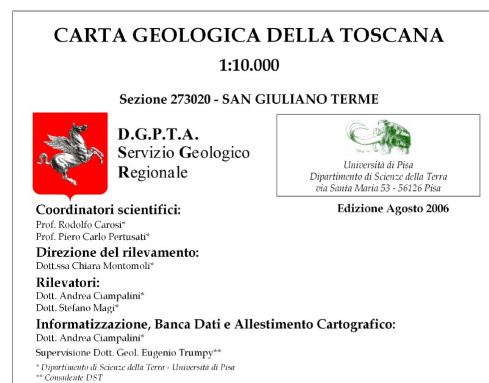 CARTA GEOLOGICA DELLA TOSCANA
1:10.000
Sezione 273020 - SAN GIULIANO TERME
D.G.P.T.A.
Servizio Geologico
Regionale
Università di Pisa
Dipartimento di Scienze della Terra
via Santa Maria 53 - 56126 Pisa
Edizione Agosto 2006
Coordinatori scientifici:
Prof. Rodolfo Carosi*
Prof. Piero Carlo Pertusati*
Direzione del rilevamento:
Dott.ssa Chiara Montomoli*
Rilevatori:
Dott. Andrea Ciampalini*
Dott. Stefano Magi*
Informatizzazione, Banca Dati e Allestimento Cartografico:
Dott. Andrea Ciampalini*
Supervisione Dott. Geol. Eugenio Trumpy**
* Dipartimento di Scienze della Terra - Università di Pisa
** Consulente DST